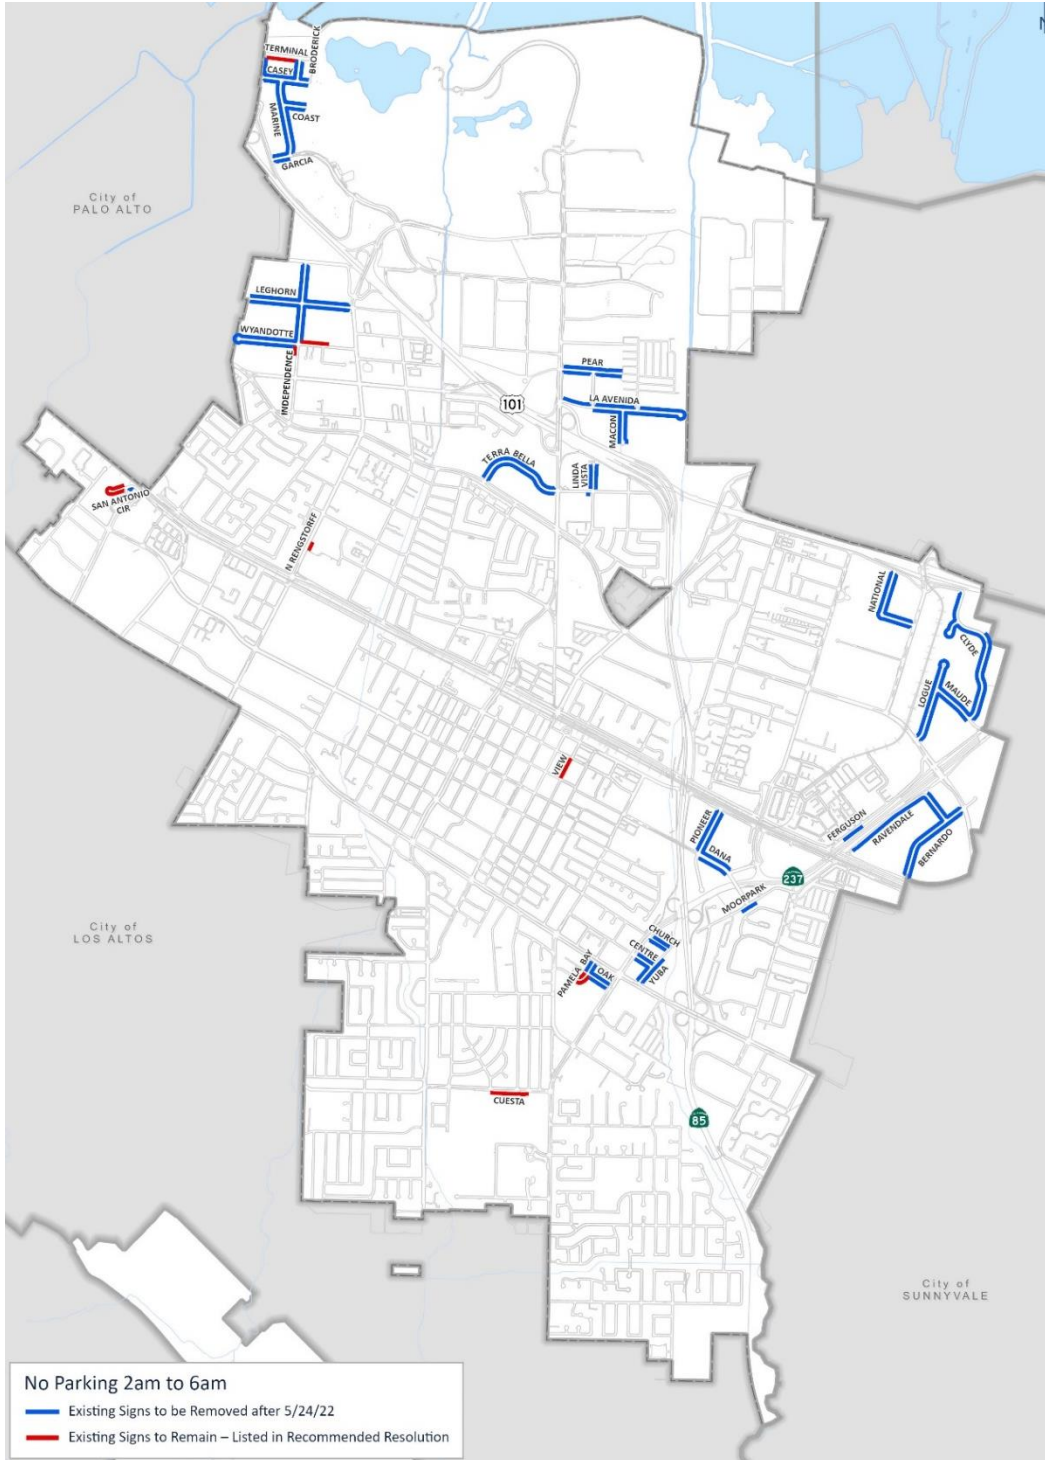 N
TERMINAL
BRODERICK
CASEY
MARINE
COAST
GARCIA
City of
PALO ALTO
LEGHORN
WYANDOTTE
INDEPENDENCE
PEAR
101
LA AVENIDA
MACON
TERRA BELLA
LINDA
VISTA
SAN ANTONIO
CIR
N RENGSTORFF
NATIONAL
CLYDE
LOGUE
MAUDE
VIEW
PIONEER
DANA
FERGUSON
RAVENDALE
BERNARDO
237
MOORPARK
City of
LOS ALTOS
CHURCH
CENTRE
YUBA
PAMELA BAY
OAK
CUESTA
85
City of
SUNNYVALE
No Parking 2am to 6am
Existing Signs to be Removed after 5/24/22
Existing Signs to Remain – Listed in Recommended Resolution